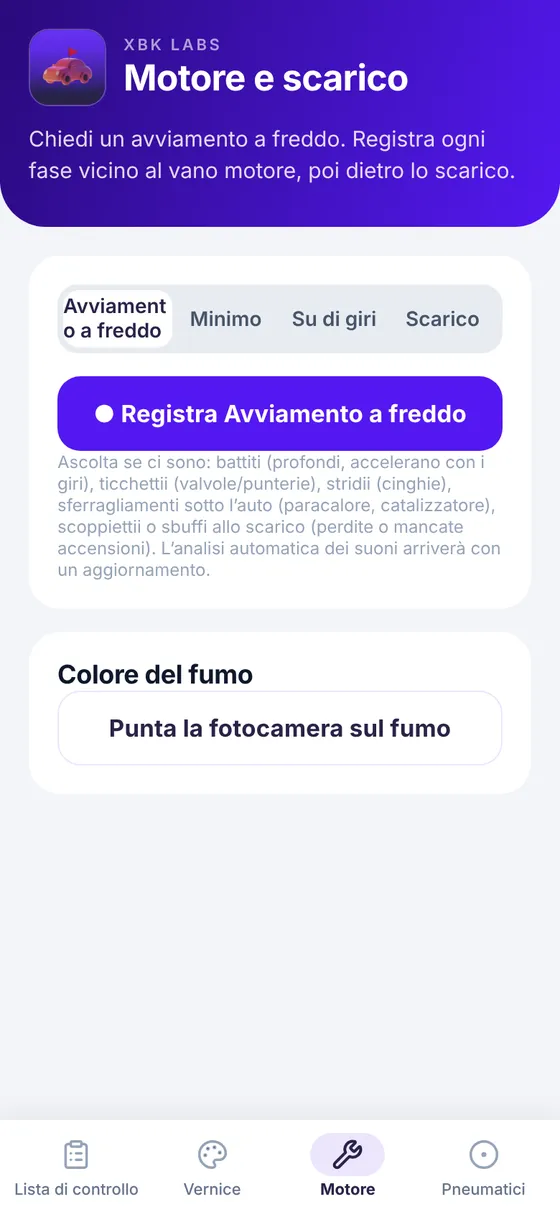 XBK LABS
Motore e scarico
Chiedi un avviamento a freddo. Registra ogni
fase vicino al vano motore, poi dietro lo scarico.
Avviament
o a freddo
Minimo
Su di giri
Scarico
Registra Avviamento a freddo
Ascolta se ci sono: battiti (profondi, accelerano con i
giri), ticchettii (valvole/punterie), stridii (cinghie),
sferragliamenti sotto l’auto (paracalore, catalizzatore),
scoppiettii o sbuffi allo scarico (perdite o mancate
accensioni). L’analisi automatica dei suoni arriverà con
un aggiornamento.
Colore del fumo
Punta la fotocamera sul fumo
Lista di controllo
Vernice
Motore
Pneumatici